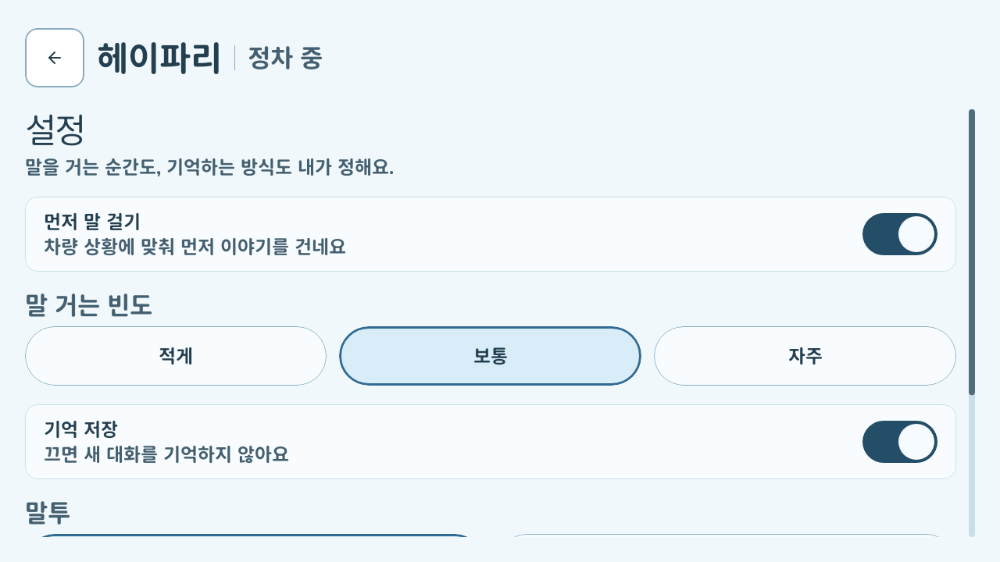 헤이파리
정차 중
설정
말을 거는 순간도, 기억하는 방식도 내가 정해요.
먼저 말 걸기
차량 상황에 맞춰 먼저 이야기를 건네요
말 거는 빈도
적게
보통
자주
기억 저장
끄면 새 대화를 기억하지 않아요
말투